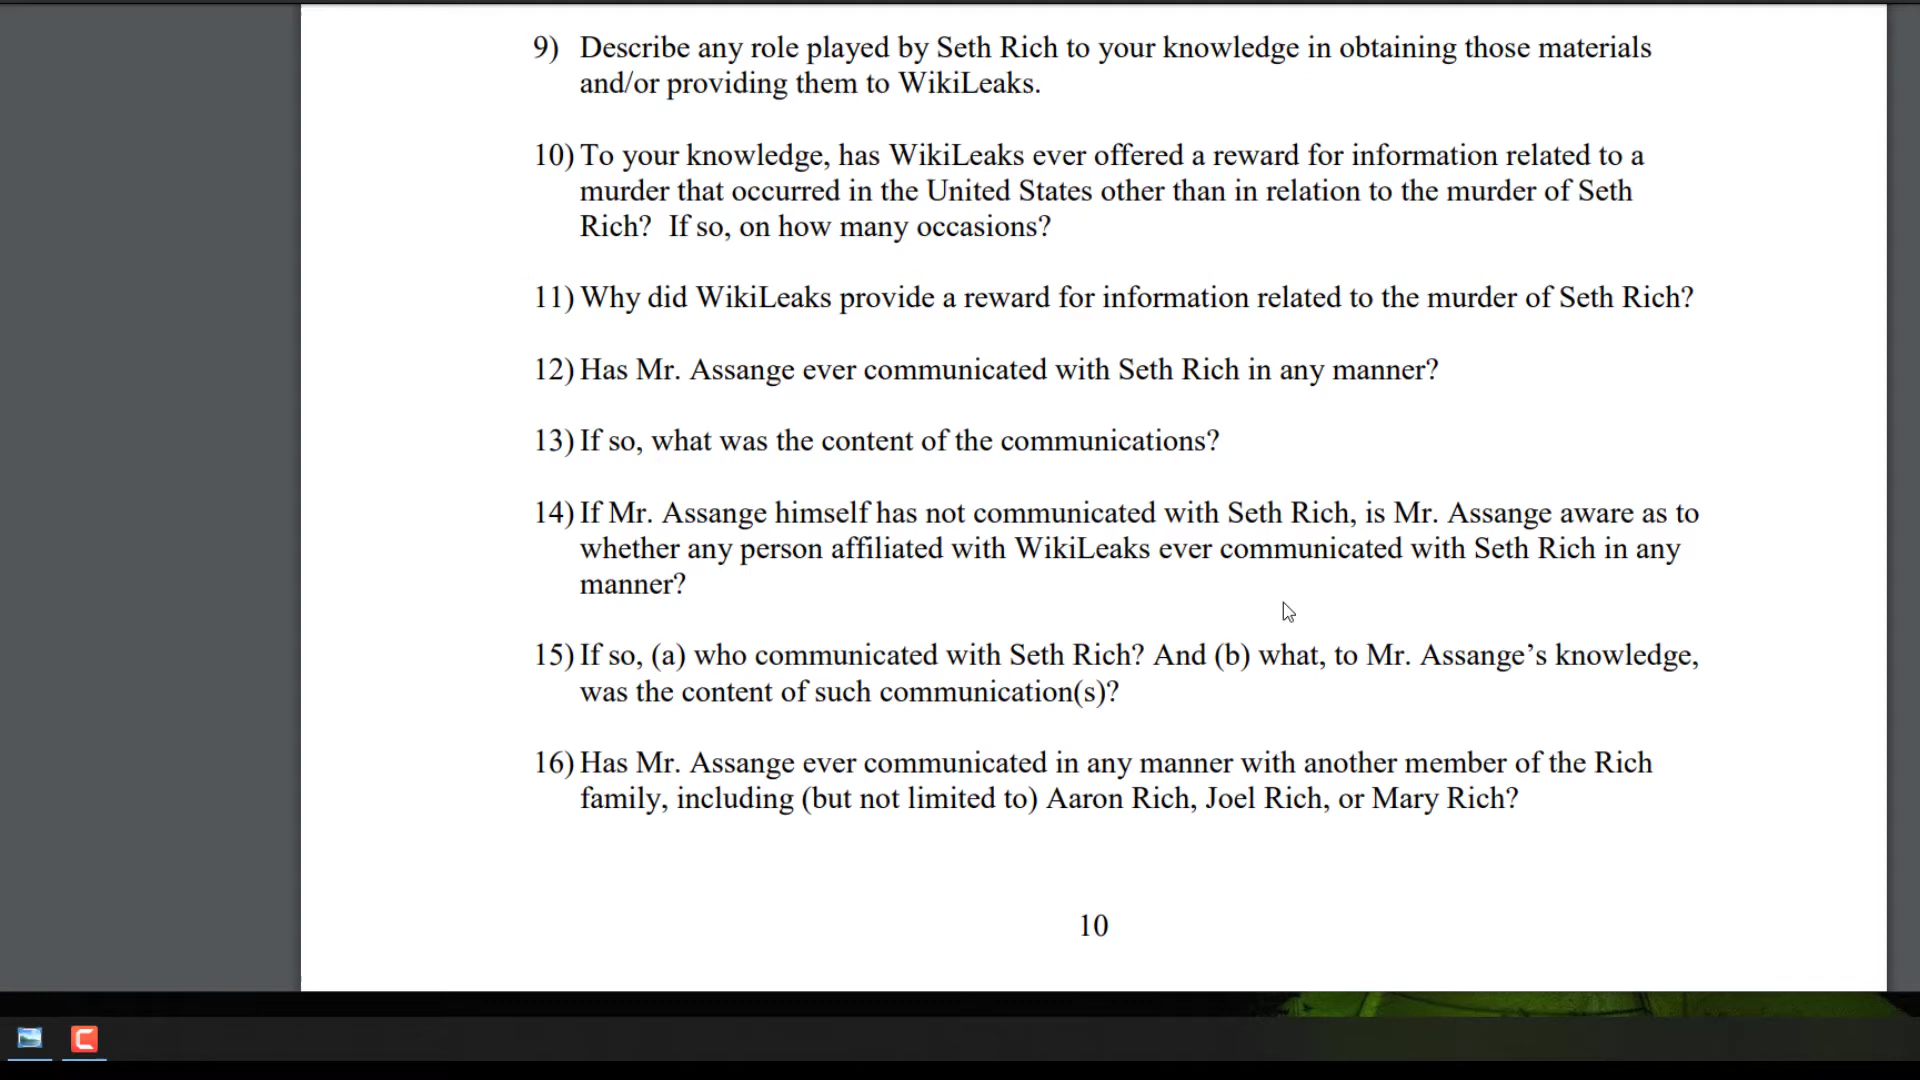 9) Describe any role played by Seth Rich to your knowledge in obtaining those materials
and/or providing them to WikiLeaks.
10) To your knowledge, has WikiLeaks ever offered a reward for information related to a
murder that occurred in the United States other than in relation to the murder of Seth
Rich?  If so, on how many occasions?
11) Why did WikiLeaks provide a reward for information related to the murder of Seth Rich?
12) Has Mr. Assange ever communicated with Seth Rich in any manner?
13) If so, what was the content of the communications?
14) If Mr. Assange himself has not communicated with Seth Rich, is Mr. Assange aware as to
whether any person affiliated with WikiLeaks ever communicated with Seth Rich in any
manner?
15) If so, (a) who communicated with Seth Rich? And (b) what, to Mr. Assange’s knowledge,
was the content of such communication(s)?
16) Has Mr. Assange ever communicated in any manner with another member of the Rich
family, including (but not limited to) Aaron Rich, Joel Rich, or Mary Rich?
10